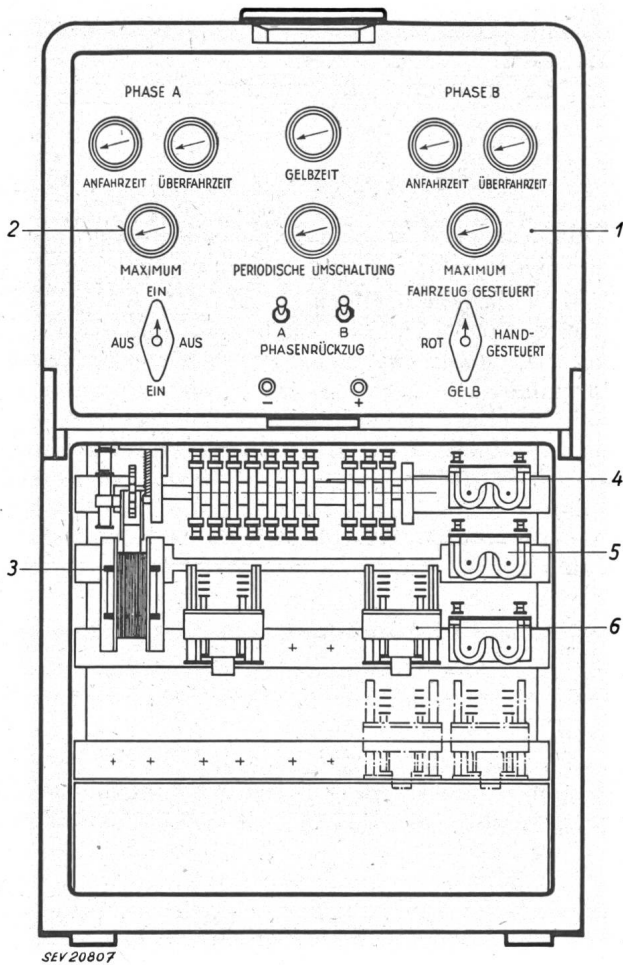 PHASE A
PHASE B
ANFAHRZEIT ÜBERFAHRZEIT
GELBZEIT
ANFAHRZEIT ÜBERFAHRZEIT
2
1
MAXIMUM
PERIODISCHE UMSCHALTUNG
MAXIMUM
EIN
AUS AUS
EIN
A B
PHASENRÜCKZUG
- +
FAHRZEUG GESTEUERT
ROT
HAND-
GESTEUERT
GELB
4
3
5
6
SEV 20807